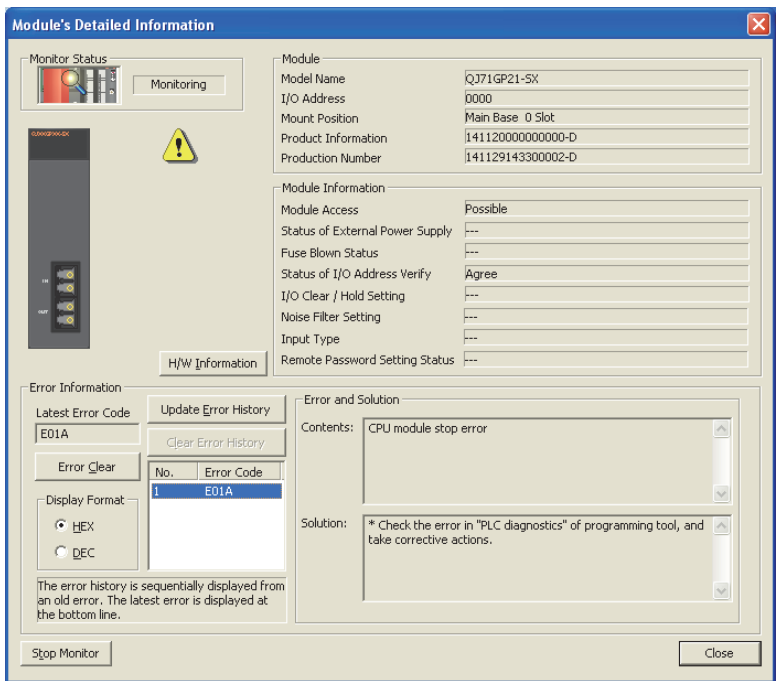 Module's Detailed Information
Monitor Status
Monitoring
Module
Model Name QJ71GP21-SX
I/O Address 0000
Mount Position Main Base 0 Slot
Product Information 141120000000000-D
Production Number 141129143300002-D
IN
OUT
H/W Information
Module Information
Module Access Possible
Status of External Power Supply ---
Fuse Blown Status ---
Status of I/O Address Verify Agree
I/O Clear / Hold Setting ---
Noise Filter Setting ---
Input Type ---
Remote Password Setting Status ---
Error Information
Latest Error Code
E01A
Error Clear
Display Format
HEX
DEC
Update Error History
Clear Error History
No. Error Code
1 E01A
The error history is sequentially displayed from
an old error. The latest error is displayed at
the bottom line.
Error and Solution
Contents: CPU module stop error
Solution: * Check the error in "PLC diagnostics" of programming tool, and
take corrective actions.
Stop Monitor
Close